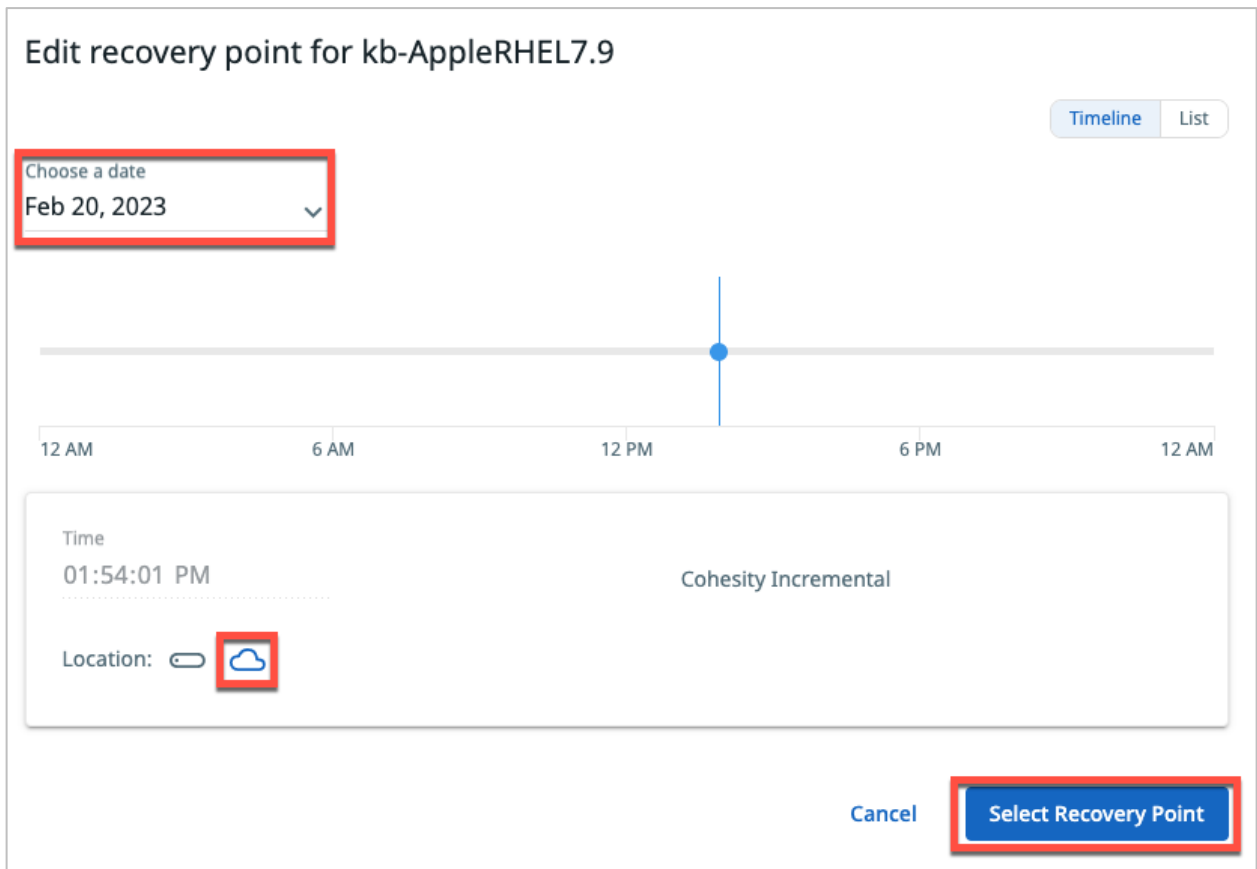 Edit recovery point for kb-AppleRHEL7.9
Timeline List
Choose a date
Feb 20, 2023
12 AM 6 AM 12 PM 6 PM 12 AM
Time
01:54:01 PM
Cohesity Incremental
Location:
Cancel Select Recovery Point